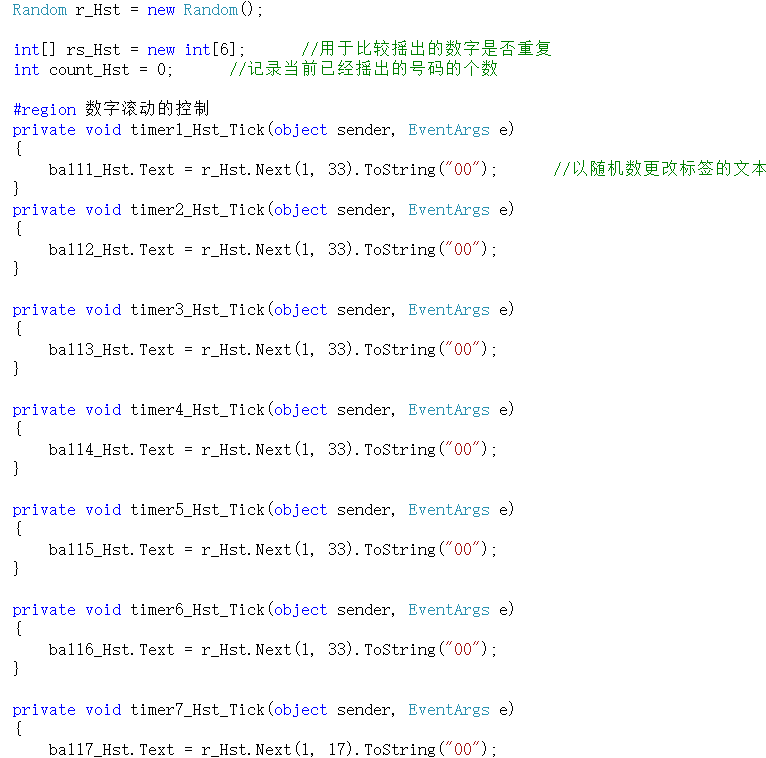 Random r_Hst = new Random();
int[] rs_Hst = new int[6];      //用于比较摇出的数字是否重复
int count_Hst = 0;      //记录当前已经摇出的号码的个数
#region 数字滚动的控制
private void timer1_Hst_Tick(object sender, EventArgs e)
{
    ball1_Hst.Text = r_Hst.Next(1, 33).ToString("00");      //以随机数更改标签的文本
}
private void timer2_Hst_Tick(object sender, EventArgs e)
{
    ball2_Hst.Text = r_Hst.Next(1, 33).ToString("00");
}
private void timer3_Hst_Tick(object sender, EventArgs e)
{
    ball3_Hst.Text = r_Hst.Next(1, 33).ToString("00");
}
private void timer4_Hst_Tick(object sender, EventArgs e)
{
    ball4_Hst.Text = r_Hst.Next(1, 33).ToString("00");
}
private void timer5_Hst_Tick(object sender, EventArgs e)
{
    ball5_Hst.Text = r_Hst.Next(1, 33).ToString("00");
}
private void timer6_Hst_Tick(object sender, EventArgs e)
{
    ball6_Hst.Text = r_Hst.Next(1, 33).ToString("00");
}
private void timer7_Hst_Tick(object sender, EventArgs e)
{
    ball7_Hst.Text = r_Hst.Next(1, 17).ToString("00");